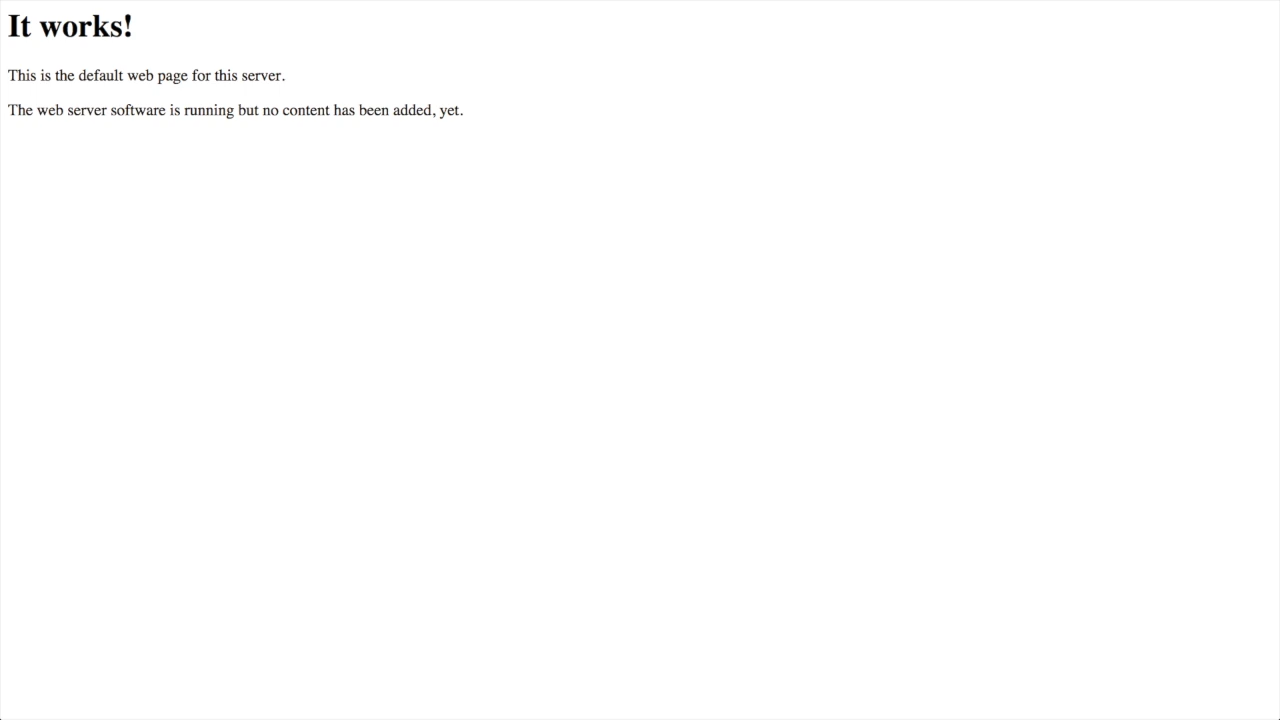 It works!
This is the default web page for this server.
The web server software is running but no content has been added, yet.